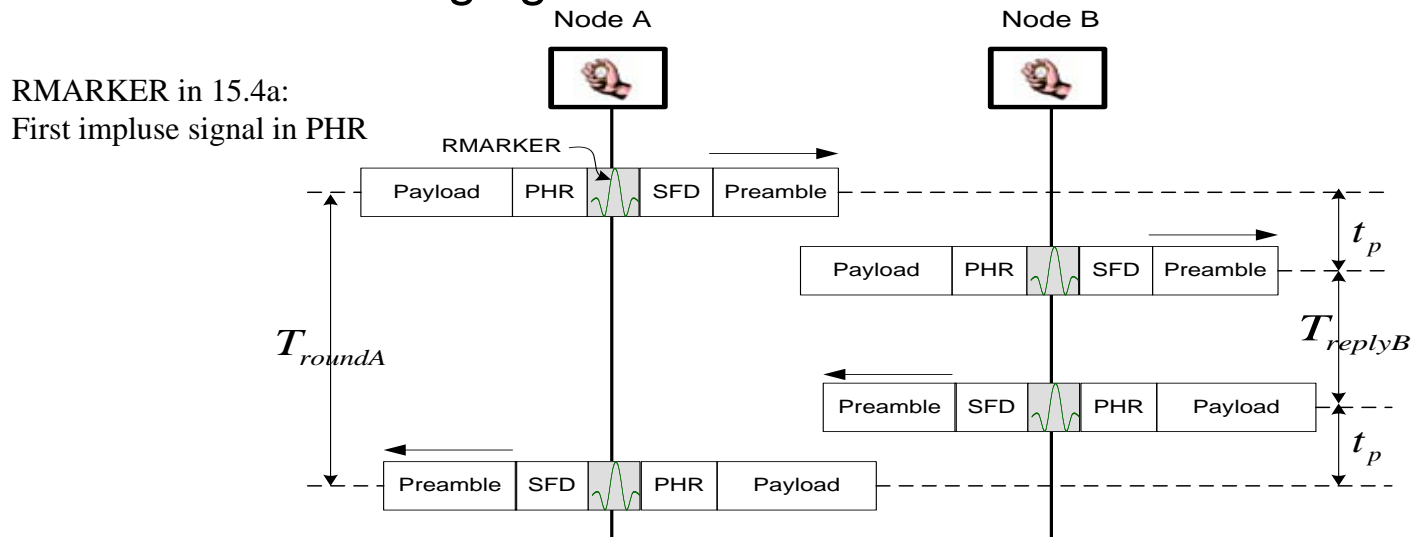 Node A
Node B
RMARKER in 15.4a:
First impluse signal in PHR
RMARKER
Payload PHR SFD Preamble
t_p
Payload PHR SFD Preamble
T_roundA
T_replyB
Preamble SFD PHR Payload
t_p
Preamble SFD PHR Payload